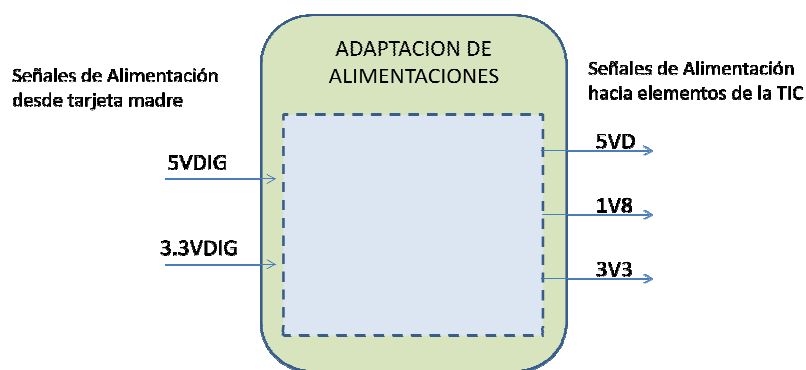 ADAPTACION DE
ALIMENTACIONES
Señales de Alimentación
desde tarjeta madre
Señales de Alimentación
hacia elementos de la TIC
5VDIG
3.3VDIG
5VD
1V8
3V3